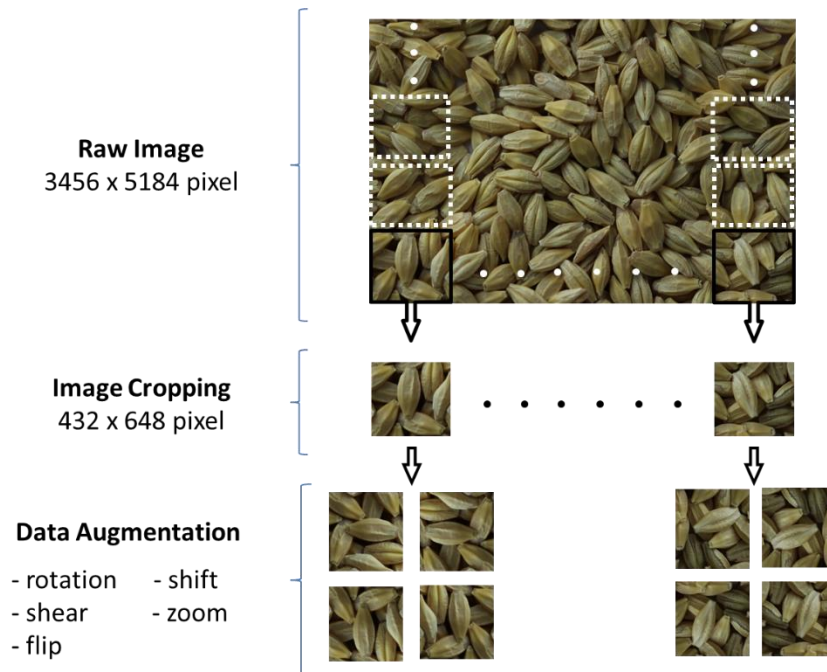 Raw Image
3456 x 5184 pixel
Image Cropping
432 x 648 pixel
Data Augmentation
- rotation - shift
- shear - zoom
- flip